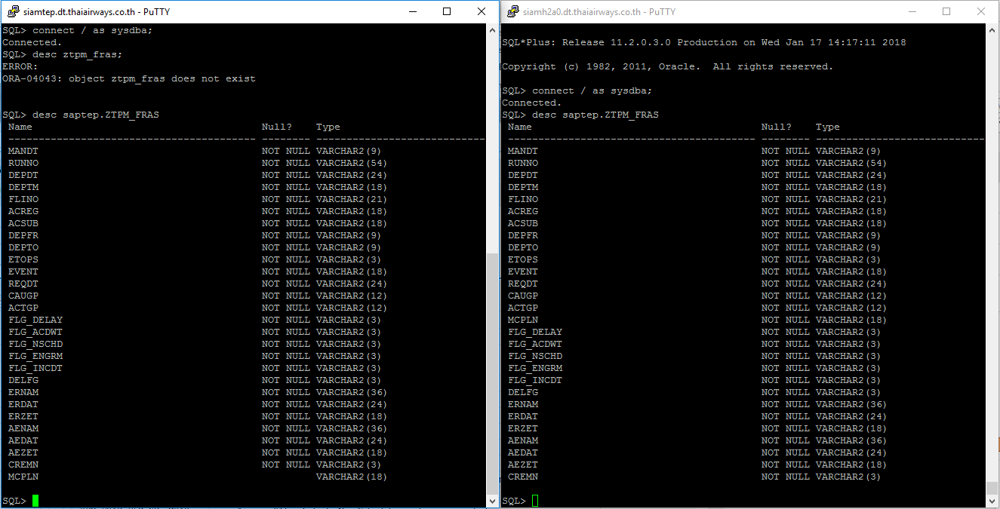 siamtep.dt.thaiairways.co.th - PuTTY
SQL> connect / as sysdba;
Connected.
SQL> desc ztpm_fras;
ERROR:
ORA-04043: object ztpm_fras does not exist
SQL> desc saptep.ZTPM_FRAS
Name Null? Type
----------------------------------------- -------- ----------------------------
MANDT NOT NULL VARCHAR2(9)
RUNNO NOT NULL VARCHAR2(54)
DEPDT NOT NULL VARCHAR2(24)
DEPTM NOT NULL VARCHAR2(18)
FLINO NOT NULL VARCHAR2(21)
ACREG NOT NULL VARCHAR2(18)
ACSUB NOT NULL VARCHAR2(18)
DEPFR NOT NULL VARCHAR2(9)
DEPTO NOT NULL VARCHAR2(9)
ETOPS NOT NULL VARCHAR2(3)
EVENT NOT NULL VARCHAR2(18)
REQDT NOT NULL VARCHAR2(24)
CAUGP NOT NULL VARCHAR2(12)
ACTGP NOT NULL VARCHAR2(12)
FLG_DELAY NOT NULL VARCHAR2(3)
FLG_ACDWT NOT NULL VARCHAR2(3)
FLG_NSCHD NOT NULL VARCHAR2(3)
FLG_ENGRM NOT NULL VARCHAR2(3)
FLG_INCDT NOT NULL VARCHAR2(3)
DELFG NOT NULL VARCHAR2(3)
ERNAM NOT NULL VARCHAR2(36)
ERDAT NOT NULL VARCHAR2(24)
ERZET NOT NULL VARCHAR2(18)
AENAM NOT NULL VARCHAR2(36)
AEDAT NOT NULL VARCHAR2(24)
AEZET NOT NULL VARCHAR2(18)
CREMN NOT NULL VARCHAR2(3)
MCPLN VARCHAR2(18)
SQL>
siamh2a0.dt.thaiairways.co.th - PuTTY
SQL*Plus: Release 11.2.0.3.0 Production on Wed Jan 17 14:17:11 2018
Copyright (c) 1982, 2011, Oracle.  All rights reserved.
SQL> connect / as sysdba;
Connected.
SQL> desc saptep.ZTPM_FRAS
Name Null? Type
----------------------------------------- -------- ----------------------------
MANDT NOT NULL VARCHAR2(9)
RUNNO NOT NULL VARCHAR2(54)
DEPDT NOT NULL VARCHAR2(24)
DEPTM NOT NULL VARCHAR2(18)
FLINO NOT NULL VARCHAR2(21)
ACREG NOT NULL VARCHAR2(18)
ACSUB NOT NULL VARCHAR2(18)
DEPFR NOT NULL VARCHAR2(9)
DEPTO NOT NULL VARCHAR2(9)
ETOPS NOT NULL VARCHAR2(3)
EVENT NOT NULL VARCHAR2(18)
REQDT NOT NULL VARCHAR2(24)
CAUGP NOT NULL VARCHAR2(12)
ACTGP NOT NULL VARCHAR2(12)
MCPLN NOT NULL VARCHAR2(18)
FLG_DELAY NOT NULL VARCHAR2(3)
FLG_ACDWT NOT NULL VARCHAR2(3)
FLG_NSCHD NOT NULL VARCHAR2(3)
FLG_ENGRM NOT NULL VARCHAR2(3)
FLG_INCDT NOT NULL VARCHAR2(3)
DELFG NOT NULL VARCHAR2(3)
ERNAM NOT NULL VARCHAR2(36)
ERDAT NOT NULL VARCHAR2(24)
ERZET NOT NULL VARCHAR2(18)
AENAM NOT NULL VARCHAR2(36)
AEDAT NOT NULL VARCHAR2(24)
AEZET NOT NULL VARCHAR2(18)
CREMN NOT NULL VARCHAR2(3)
SQL>